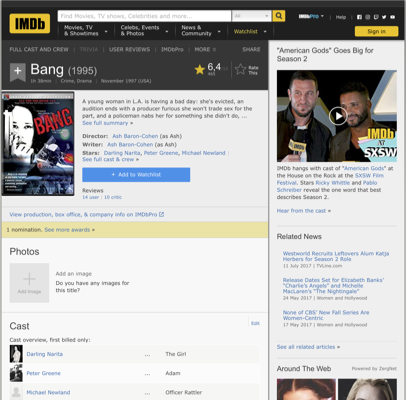 IMDb
Find Movies, TV shows, Celebrities and more...
All
IMDbPro
Help
Movies, TV
& Showtimes
Celebs, Events
& Photos
News &
Community
Watchlist
Sign in
FULL CAST AND CREW | TRIVIA | USER REVIEWS | IMDbPro | MORE
SHARE
Bang (1995)
1h 38min | Crime, Drama | November 1997 (USA)
6,4
465
Rate
This
BANG
A young woman in L.A. is having a bad day: she's evicted, an
audition ends with a producer furious she won't trade sex for the
part, and a policeman nabs her for something she didn't do, ...
See full summary »
Director: Ash Baron-Cohen (as Ash)
Writer: Ash Baron-Cohen (as Ash)
Stars: Darling Narita, Peter Greene, Michael Newland |
See full cast & crew »
+ Add to Watchlist
Reviews
14 user | 10 critic
View production, box office, & company info on IMDbPro
1 nomination. See more awards »
Photos
Add Image
Add an image
Do you have any images for
this title?
Cast
Edit
Cast overview, first billed only:
Darling Narita ... The Girl
Peter Greene ... Adam
Michael Newland ... Officer Rattler
"American Gods" Goes Big for
Season 2
IMDb
AT
SXSW
IMDb hangs with cast of "American Gods" at
the House on the Rock at the SXSW Film
Festival. Stars Ricky Whittle and Pablo
Schreiber reveal the one word that best
describes Season 2.
Hear from the cast »
Related News
Westworld Recruits Leftovers Alum Katja
Herbers for Season 2 Role
11 July 2017 | TVLine.com
Release Dates Set for Elizabeth Banks'
"Charlie's Angels" and Michelle
MacLaren's "The Nightingale"
24 May 2017 | Women and Hollywood
None of CBS' New Fall Series Are
Women-Centric
17 May 2017 | Women and Hollywood
See all related articles »
Around The Web
Powered by ZergNet